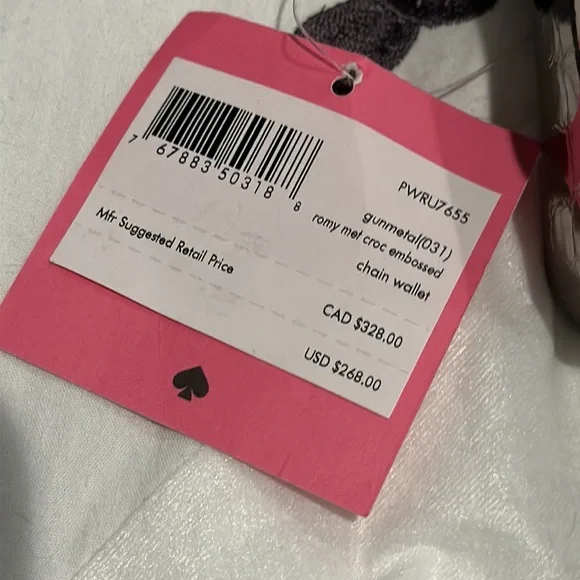 7 67883 50318 8
PWRU7655
gunmetal(031)
romy met croc embossed
chain wallet
Mfr Suggested Retail Price
CAD $328.00
USD $268.00